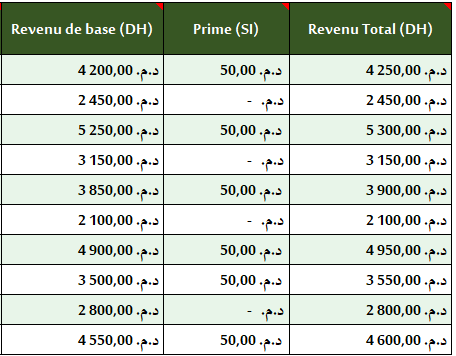 Revenu de base (DH) Prime (SI) Revenu Total (DH)
4 200,00 د.م. 50,00 د.م. 4 250,00 د.م.
2 450,00 د.م. - د.م. 2 450,00 د.م.
5 250,00 د.م. 50,00 د.م. 5 300,00 د.م.
3 150,00 د.م. - د.م. 3 150,00 د.م.
3 850,00 د.م. 50,00 د.م. 3 900,00 د.م.
2 100,00 د.م. - د.م. 2 100,00 د.م.
4 900,00 د.م. 50,00 د.م. 4 950,00 د.م.
3 500,00 د.م. 50,00 د.م. 3 550,00 د.م.
2 800,00 د.م. - د.م. 2 800,00 د.م.
4 550,00 د.م. 50,00 د.م. 4 600,00 د.م.